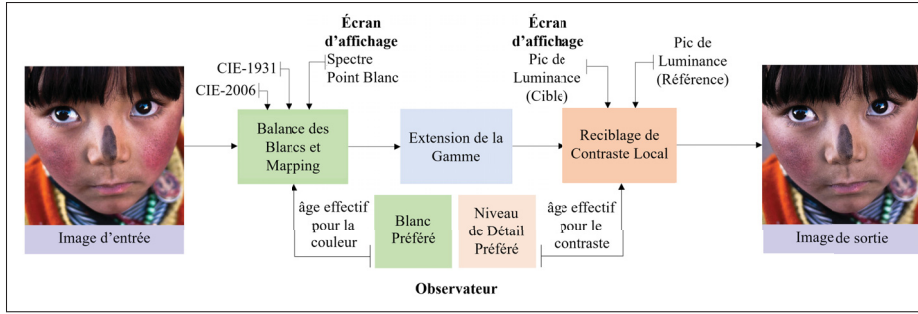 Écran
d'affichage
Spectre
Point Blanc
CIE-1931
CIE-2006
Écran
d'affichage
Pic de
Luminance
(Cible)
Pic de
Luminance
(Référence)
Balance des
Blancs et
Mapping
Extension de la
Gamme
Reciblage de
Contraste Local
Image d'entrée
âge effectif
pour la
couleur
Blanc
Préféré
Niveau
de Détail
Préféré
âge effectif
pour le
contraste
Image de sortie
Observateur